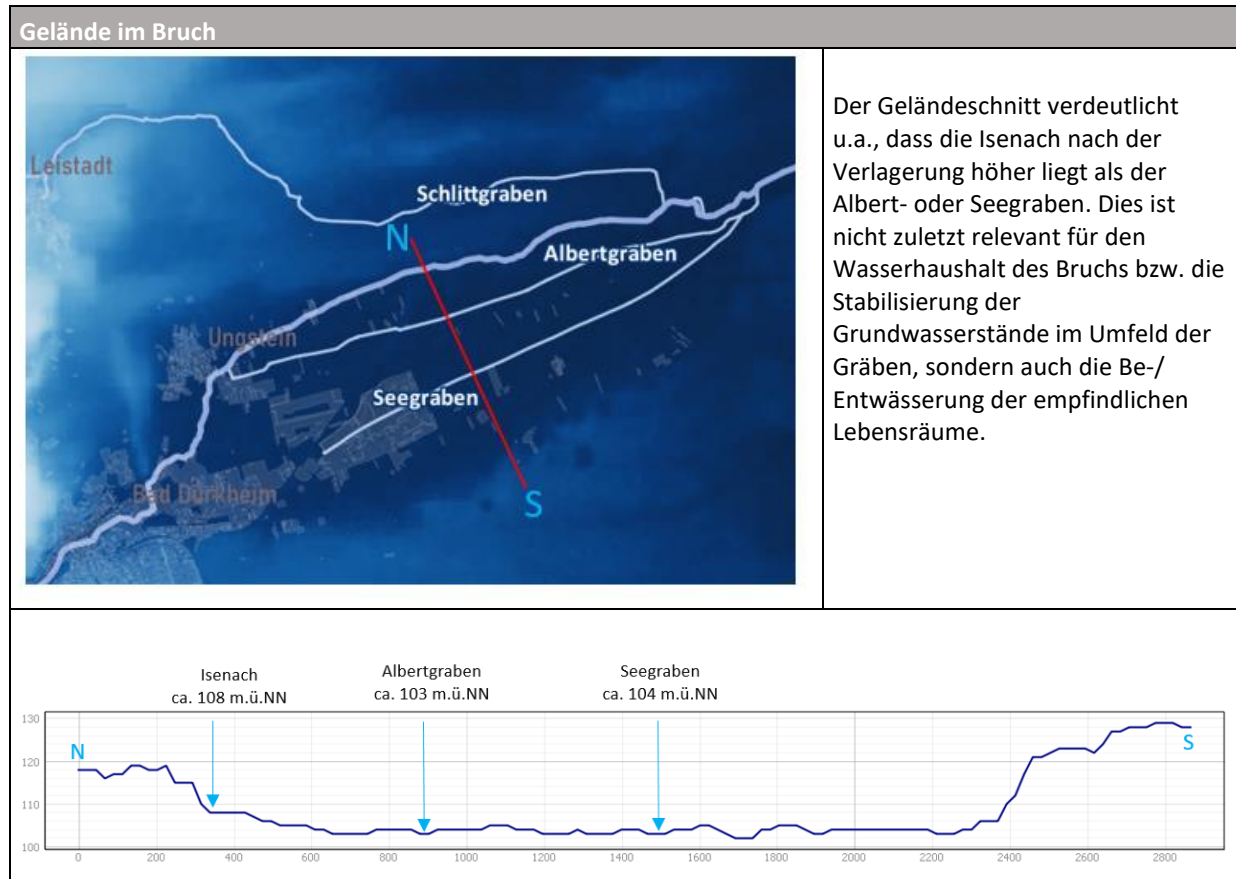 Gelände im Bruch
Leistadt
Schlittgraben
N
Albertgraben
Ungstein
Seegraben
Bad Dürkheim
S
Der Geländeschnitt verdeutlicht
u.a., dass die Isenach nach der
Verlagerung höher liegt als der
Albert- oder Seegraben. Dies ist
nicht zuletzt relevant für den
Wasserhaushalt des Bruchs bzw. die
Stabilisierung der
Grundwasserstände im Umfeld der
Gräben, sondern auch die Be-/
Entwässerung der empfindlichen
Lebensräume.
Isenach
ca. 108 m.ü.NN
Albertgraben
ca. 103 m.ü.NN
Seegraben
ca. 104 m.ü.NN
130
N
S
120
110
100
0 200 400 600 800 1000 1200 1400 1600 1800 2000 2200 2400 2600 2800